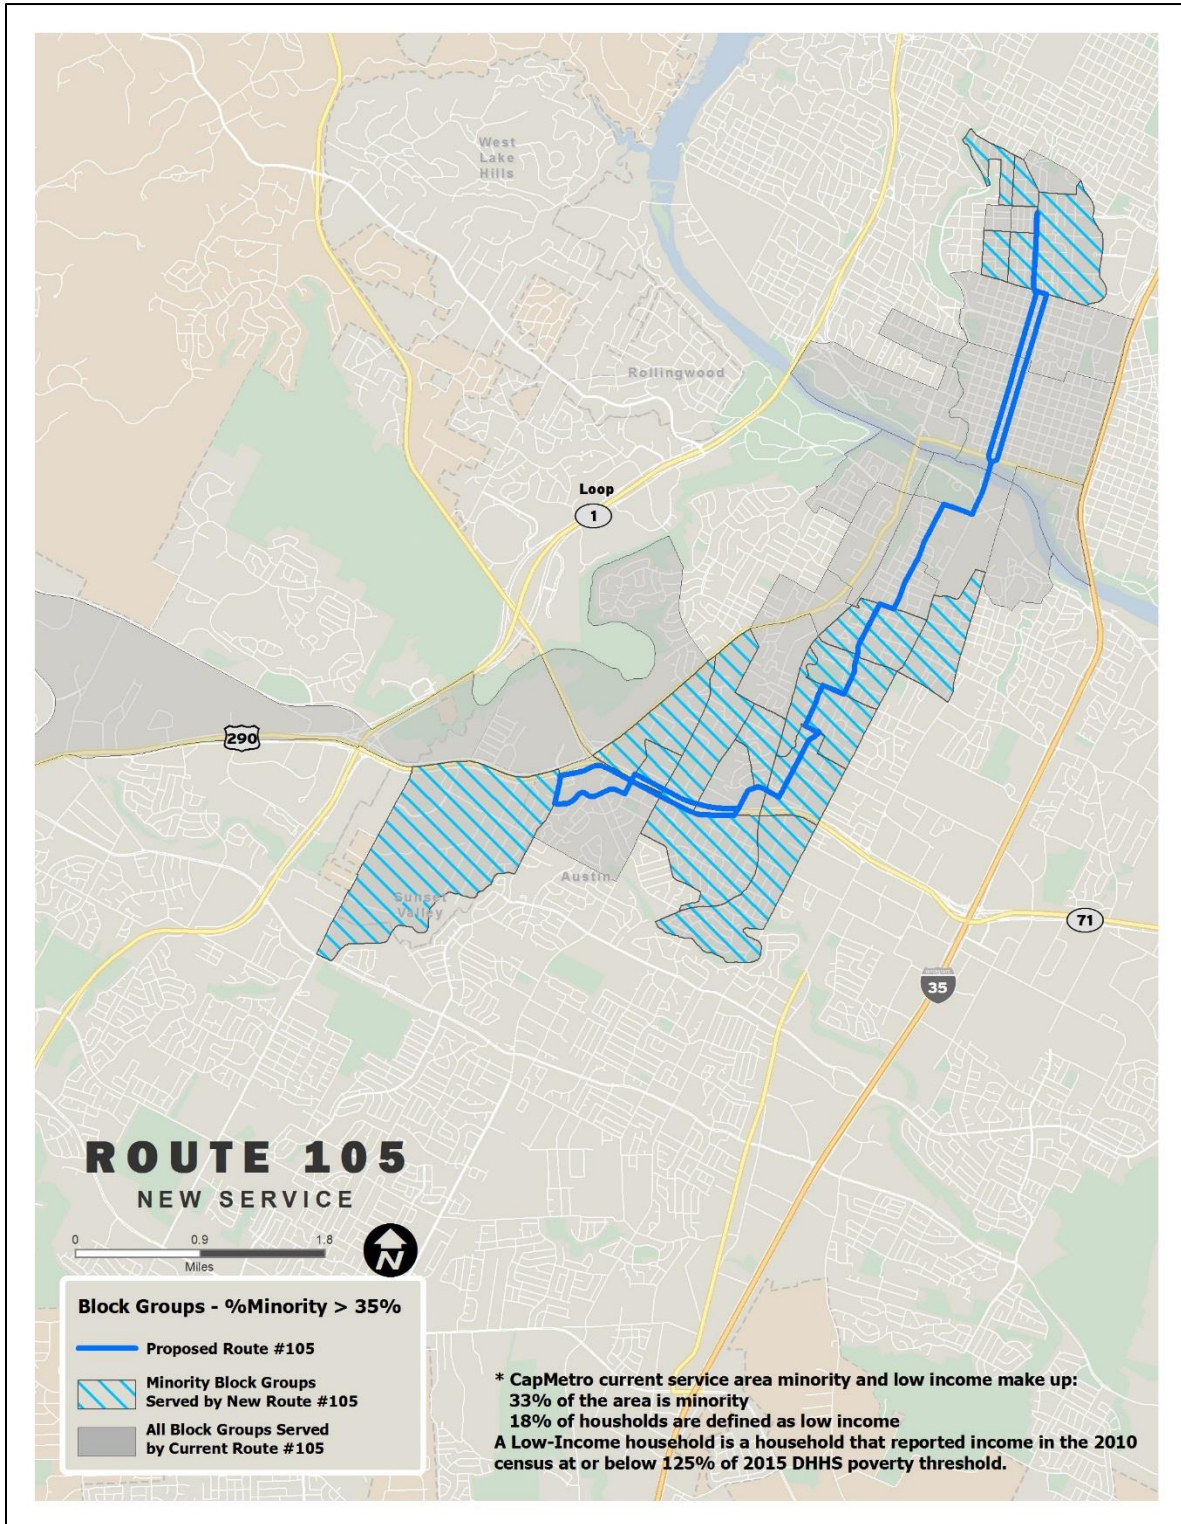 West
Lake
Hills
Rollingwood
Loop
1
290
Austin
Sunset
Valley
71
35
ROUTE 105
NEW SERVICE
0 0.9 1.8
Miles
N
Block Groups - %Minority > 35%
Proposed Route #105
Minority Block Groups
Served by New Route #105
All Block Groups Served
by Current Route #105
* CapMetro current service area minority and low income make up:
33% of the area is minority
18% of housholds are defined as low income
A Low-Income household is a household that reported income in the 2010
census at or below 125% of 2015 DHHS poverty threshold.